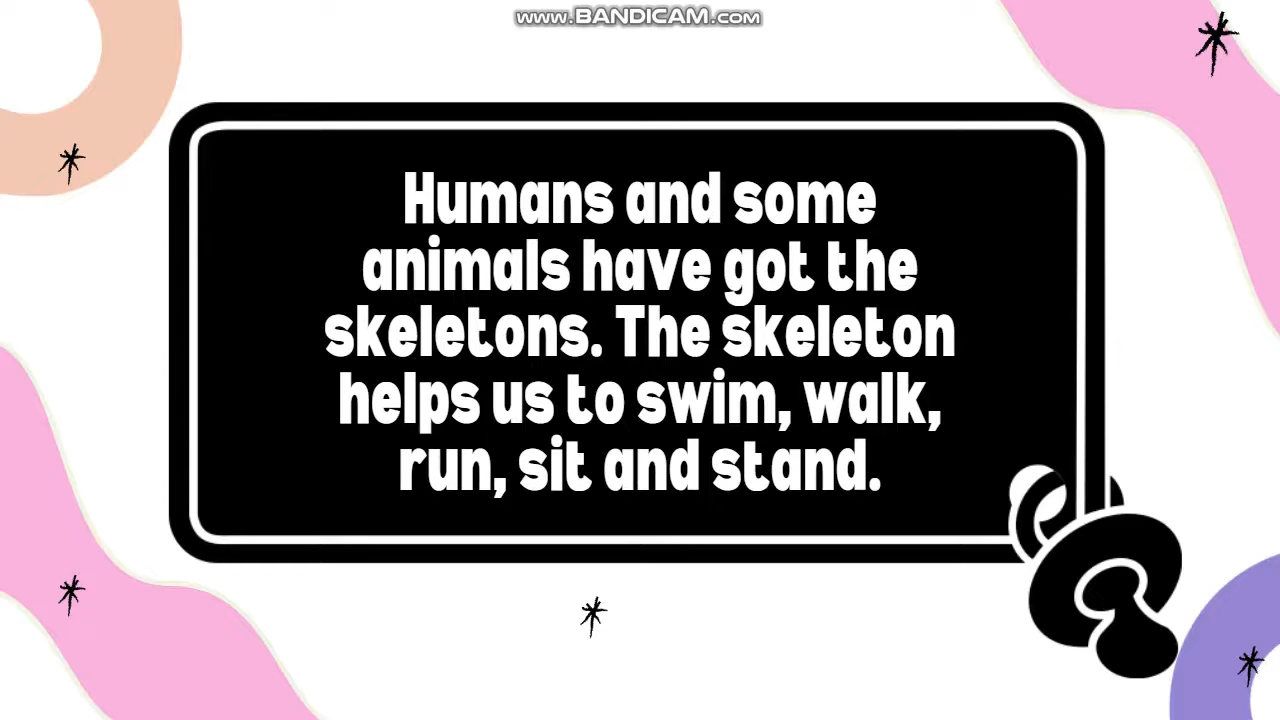 www.BANDICAM.com
Humans and some
animals have got the
skeletons. The skeleton
helps us to swim, walk,
run, sit and stand.